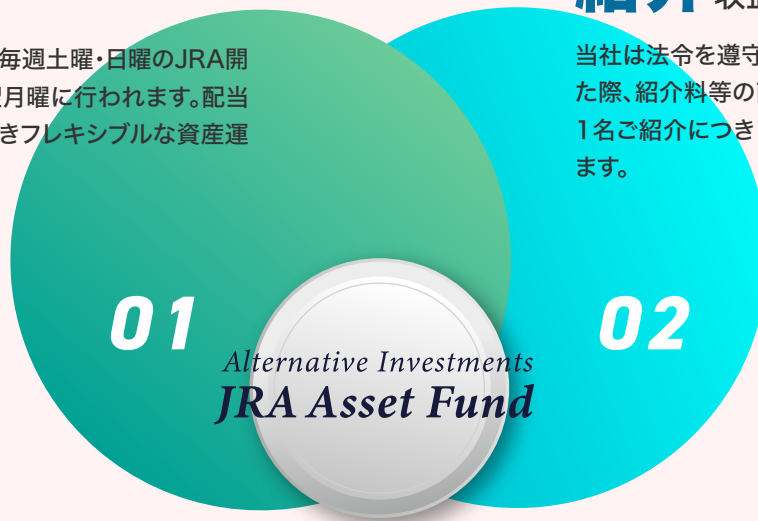 毎週土曜・日曜のJRA開
翌月曜に行われます。配当
きフレキシブルな資産運
紹介
当社は法令を遵守
た際、紹介料等の
1名ご紹介につき
ます。
01
02
Alternative Investments
JRA Asset Fund